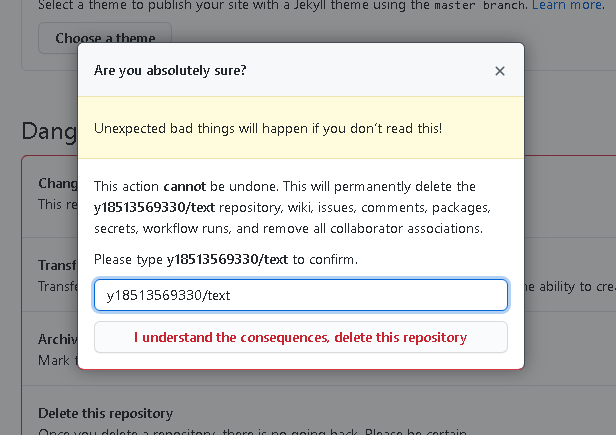 Select a theme to publish your site with a Jekyll theme using the master branch. Learn more.
Choose a theme
Are you absolutely sure?
Dang
Unexpected bad things will happen if you don't read this!
Chang
This re
This action cannot be undone. This will permanently delete the
y18513569330/text repository, wiki, issues, comments, packages,
secrets, workflow runs, and remove all collaborator associations.
Please type y18513569330/text to confirm.
Transf
Transfe
he ability to crea
y18513569330/text
I understand the consequences, delete this repository
Archiv
Mark t
Delete this repository
Once you delete a repository, there is no going back. Please be certain.